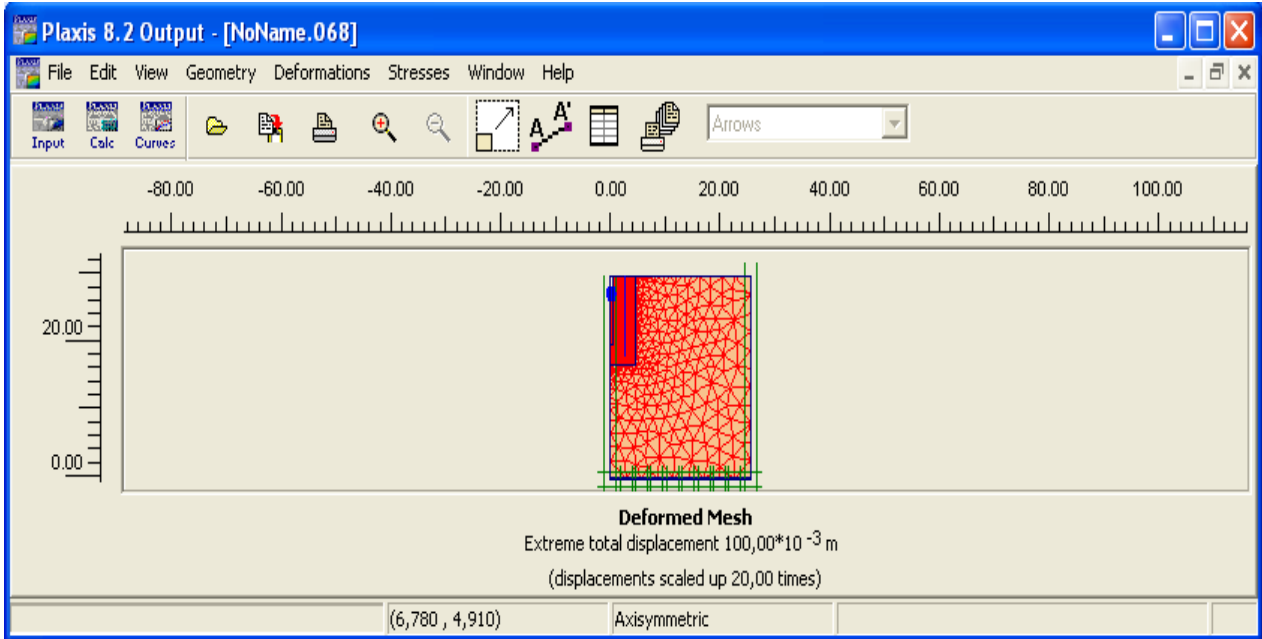 Plaxis 8.2 Output - [NoName.068]
File Edit View Geometry Deformations Stresses Window Help
Input Calc Curves A A' Arrows
-80.00 -60.00 -40.00 -20.00 0.00 20.00 40.00 60.00 80.00 100.00
20.00
0.00
Deformed Mesh
Extreme total displacement 100,00*10 -3 m
(displacements scaled up 20,00 times)
(6,780 , 4,910) Axisymmetric